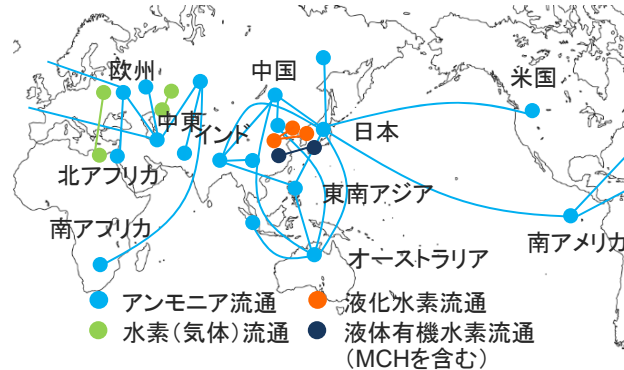 欧州
中国
米国
中東
インド
日本
北アフリカ
東南アジア
南アフリカ
南アメリカ
オーストラリア
アンモニア流通
液化水素流通
水素（気体）流通
液体有機水素流通
（MCHを含む）